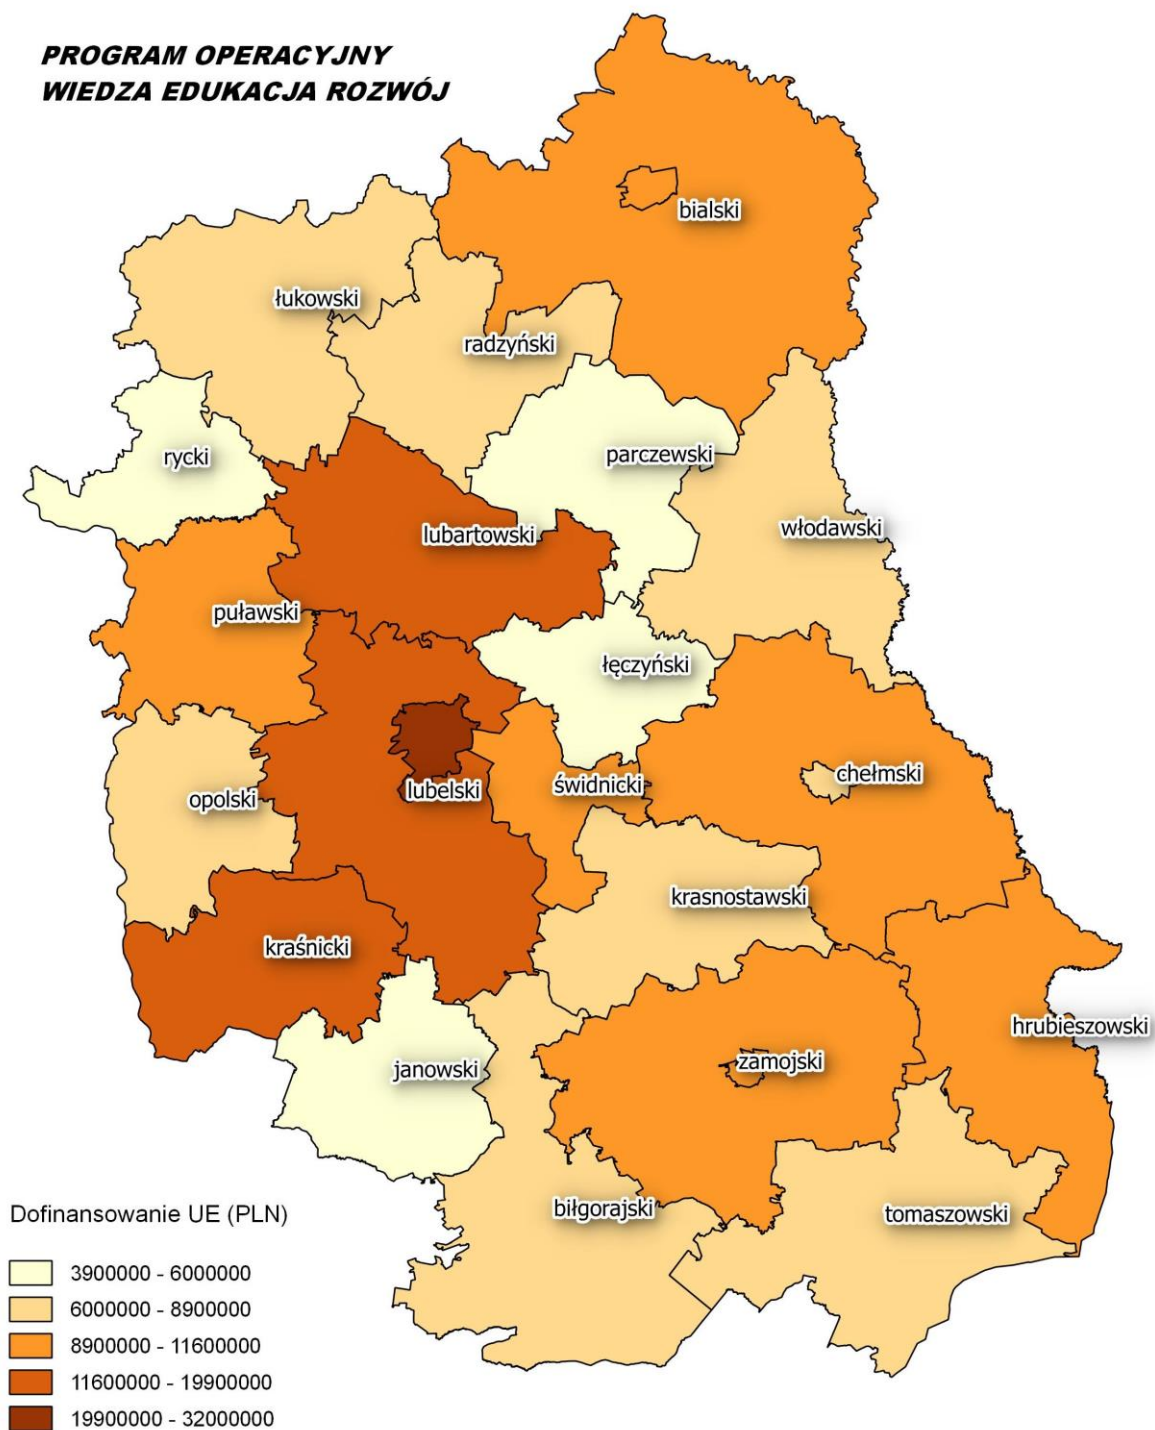 PROGRAM OPERACYJNY
WIEDZA EDUKACJA ROZWÓJ
bialski
łukowski
radzyński
rycki
parczewski
lubartowski
włodawski
puławski
łęczyński
chełmski
świdnicki
lubelski
opolski
krasnostawski
kraśnicki
hrubieszowski
zamojski
janowski
biłgorajski
tomaszowski
Dofinansowanie UE (PLN)
3900000 - 6000000
6000000 - 8900000
8900000 - 11600000
11600000 - 19900000
19900000 - 32000000